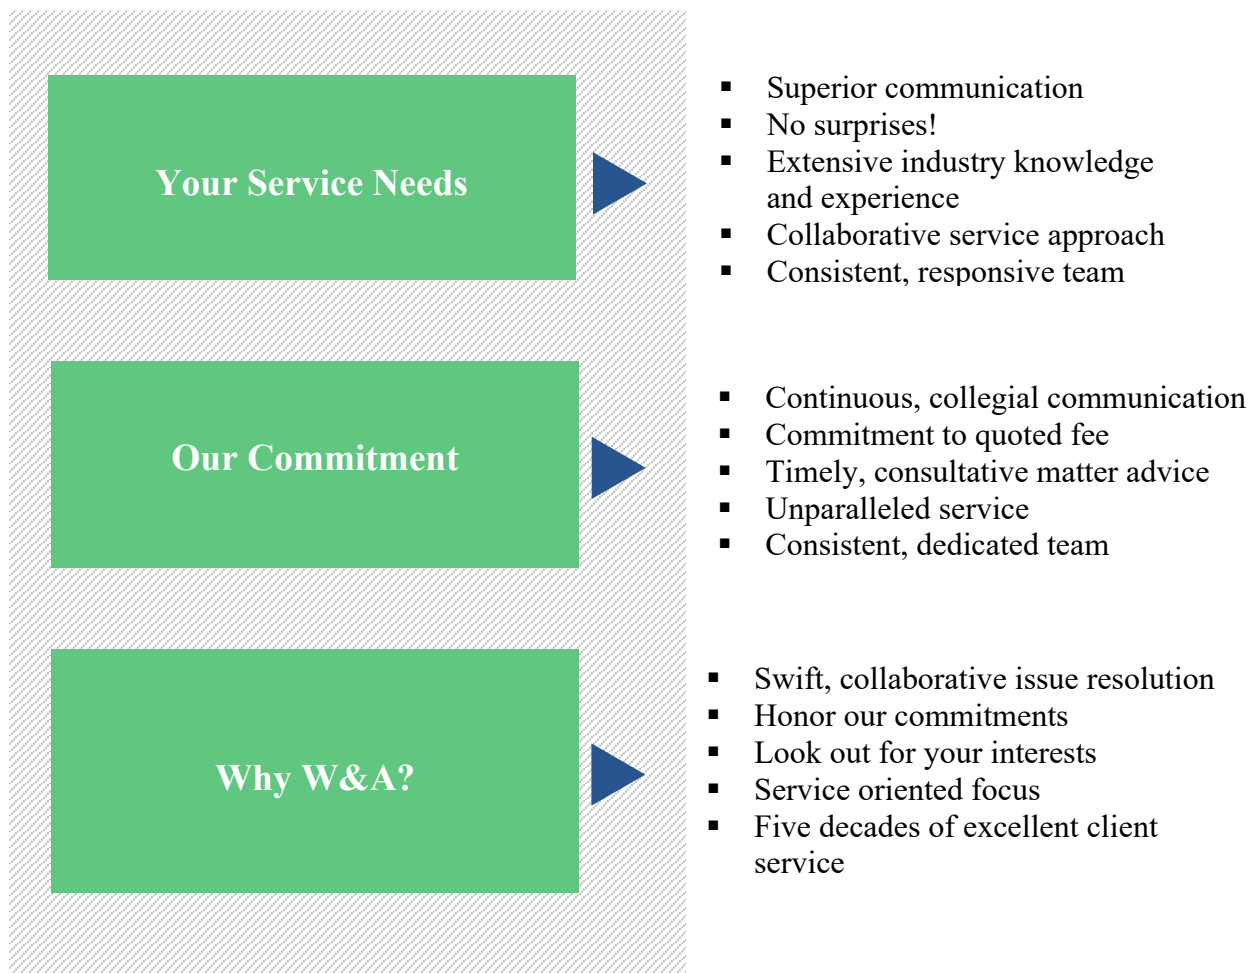 Your Service Needs
▪ Superior communication
▪ No surprises!
▪ Extensive industry knowledge
and experience
▪ Collaborative service approach
▪ Consistent, responsive team
Our Commitment
▪ Continuous, collegial communication
▪ Commitment to quoted fee
▪ Timely, consultative matter advice
▪ Unparalleled service
▪ Consistent, dedicated team
Why W&A?
▪ Swift, collaborative issue resolution
▪ Honor our commitments
▪ Look out for your interests
▪ Service oriented focus
▪ Five decades of excellent client
service